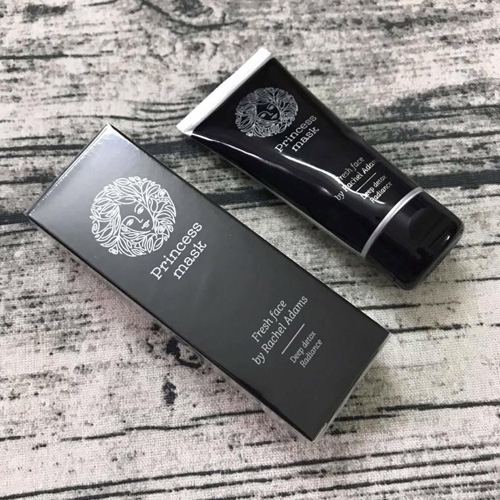 Princess
mask
Fresh face
by Rachel Adams
Deep detox
Radiance
Princess
mask
Fresh face
by Rachel Adams
Deep detox
Radiance